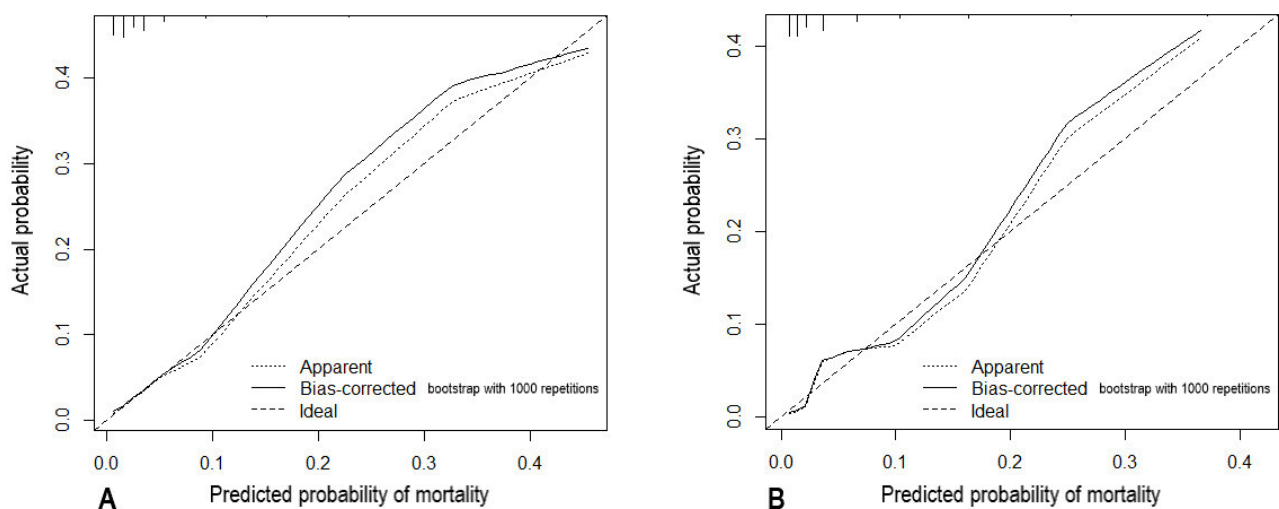 Actual probability
0.4
0.3
0.2
0.1
0.0
Apparent
Bias-corrected bootstrap with 1000 repetitions
Ideal
0.0 0.1 0.2 0.3 0.4
A Predicted probability of mortality
Actual probability
0.4
0.3
0.2
0.1
0.0
Apparent
Bias-corrected bootstrap with 1000 repetitions
Ideal
0.0 0.1 0.2 0.3 0.4
B Predicted probability of mortality